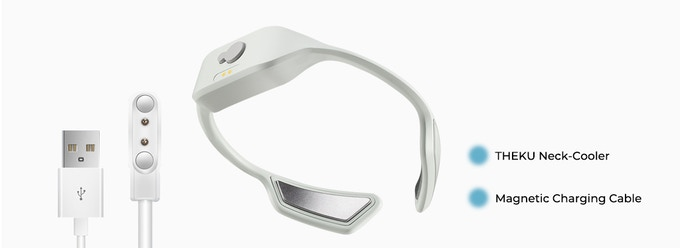 THEKU Neck-Cooler
Magnetic Charging Cable